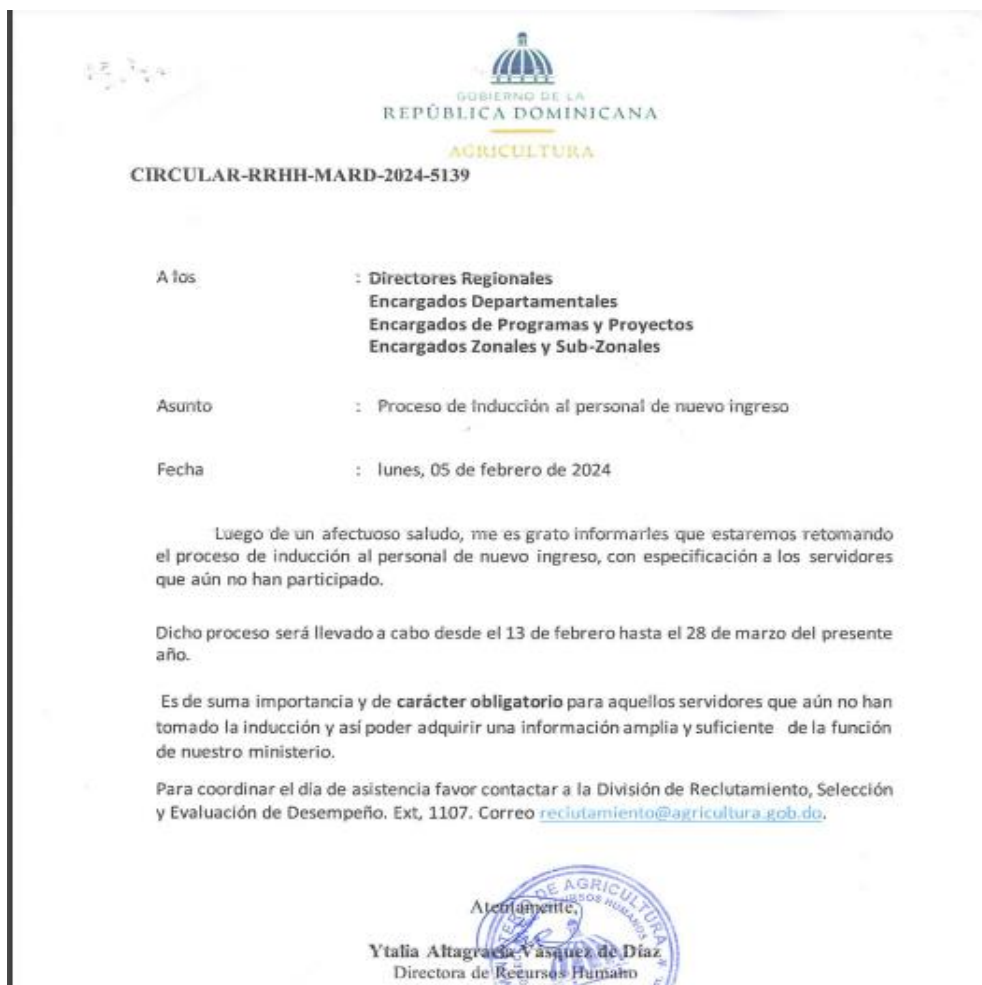 GOBIERNO DE LA
REPÚBLICA DOMINICANA
AGRICULTURA
CIRCULAR-RRHH-MARD-2024-5139
A los : Directores Regionales
Encargados Departamentales
Encargados de Programas y Proyectos
Encargados Zonales y Sub-Zonales
Asunto : Proceso de Inducción al personal de nuevo ingreso
Fecha : lunes, 05 de febrero de 2024
Luego de un afectuoso saludo, me es grato informarles que estaremos retomando
el proceso de inducción al personal de nuevo ingreso, con especificación a los servidores
que aún no han participado.
Dicho proceso será llevado a cabo desde el 13 de febrero hasta el 28 de marzo del presente
año.
Es de suma importancia y de carácter obligatorio para aquellos servidores que aún no han
tomado la inducción y así poder adquirir una información amplia y suficiente de la función
de nuestro ministerio.
Para coordinar el día de asistencia favor contactar a la División de Reclutamiento, Selección
y Evaluación de Desempeño. Ext, 1107. Correo reclutamiento@agricultura.gob.do.
Atentamente,
Ytalia Altagracia Vásquez de Díaz
Directora de Recursos Humano
DE AGRICULTURA
RECURSOS HUMANOS